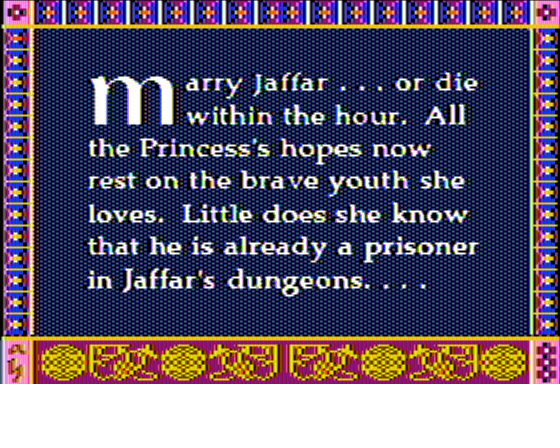 Marry Jaffar . . . or die
within the hour.  All
the Princess's hopes now
rest on the brave youth she
loves.  Little does she know
that he is already a prisoner
in Jaffar's dungeons. . . .